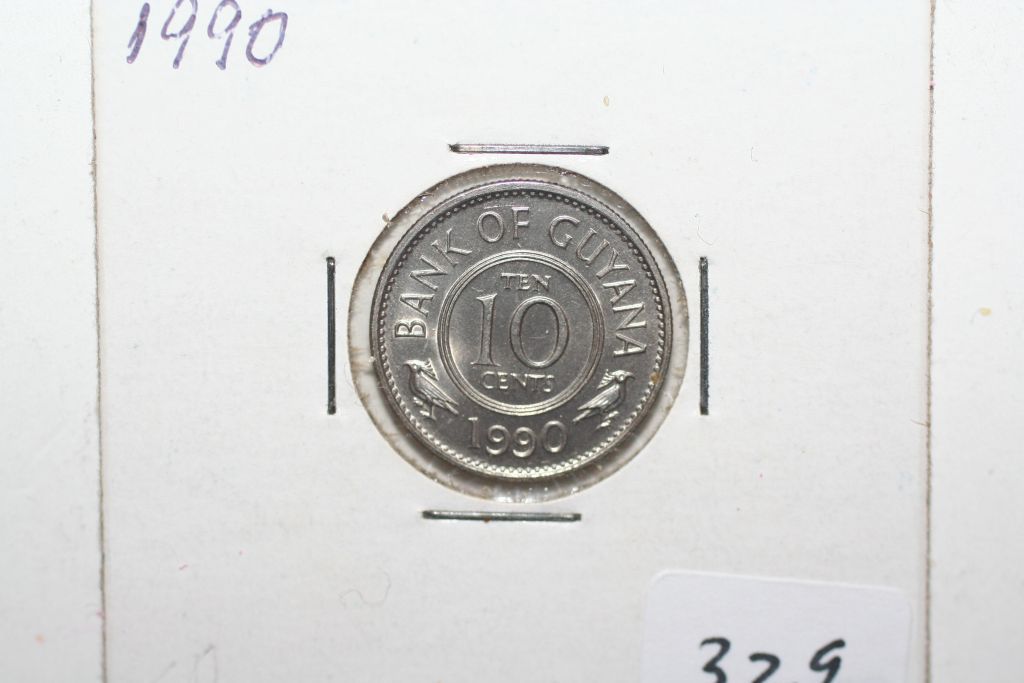 1990
BANK OF GUYANA
TEN
10
CENTS
1990
329